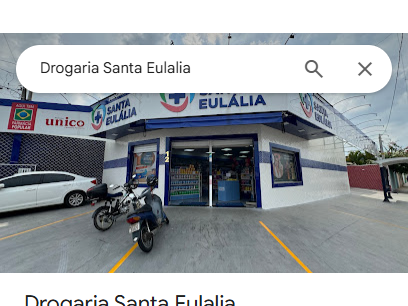 Drogaria Santa Eulalia
SANTA
EULÁLIA
AQUI TEM
FARMÁCIA
POPULAR
unico
SANTA
EULÁLIA
SANTA
EULÁLIA
Drogaria Santa Eulalia